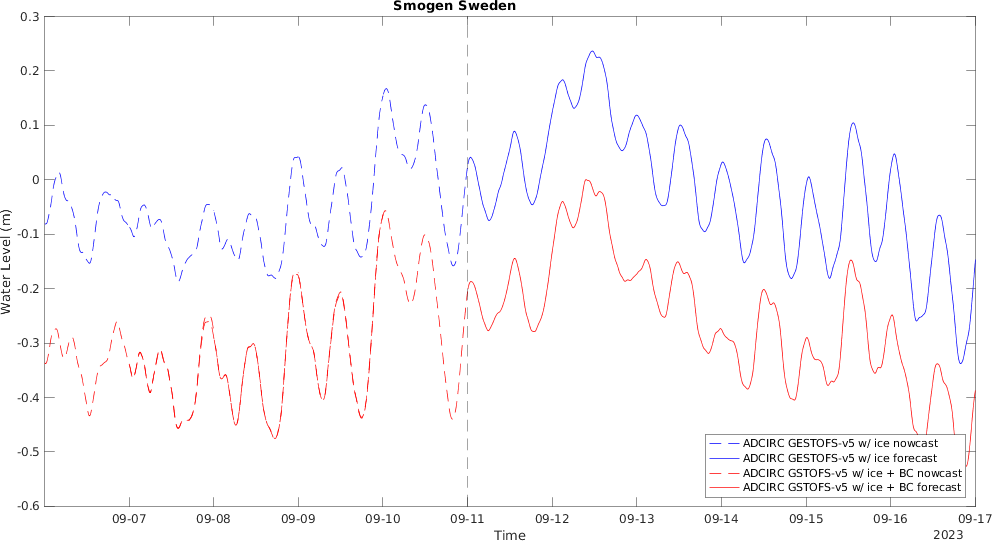 Smogen Sweden
0.3
0.2
0.1
0
-0.1
-0.2
-0.3
-0.4
-0.5
-0.6
Water Level (m)
09-07 09-08 09-09 09-10 09-11 09-12 09-13 09-14 09-15 09-16 09-17
Time
2023
ADCIRC GESTOFS-v5 w/ ice nowcast
ADCIRC GESTOFS-v5 w/ ice forecast
ADCIRC GSTOFS-v5 w/ ice + BC nowcast
ADCIRC GSTOFS-v5 w/ ice + BC forecast